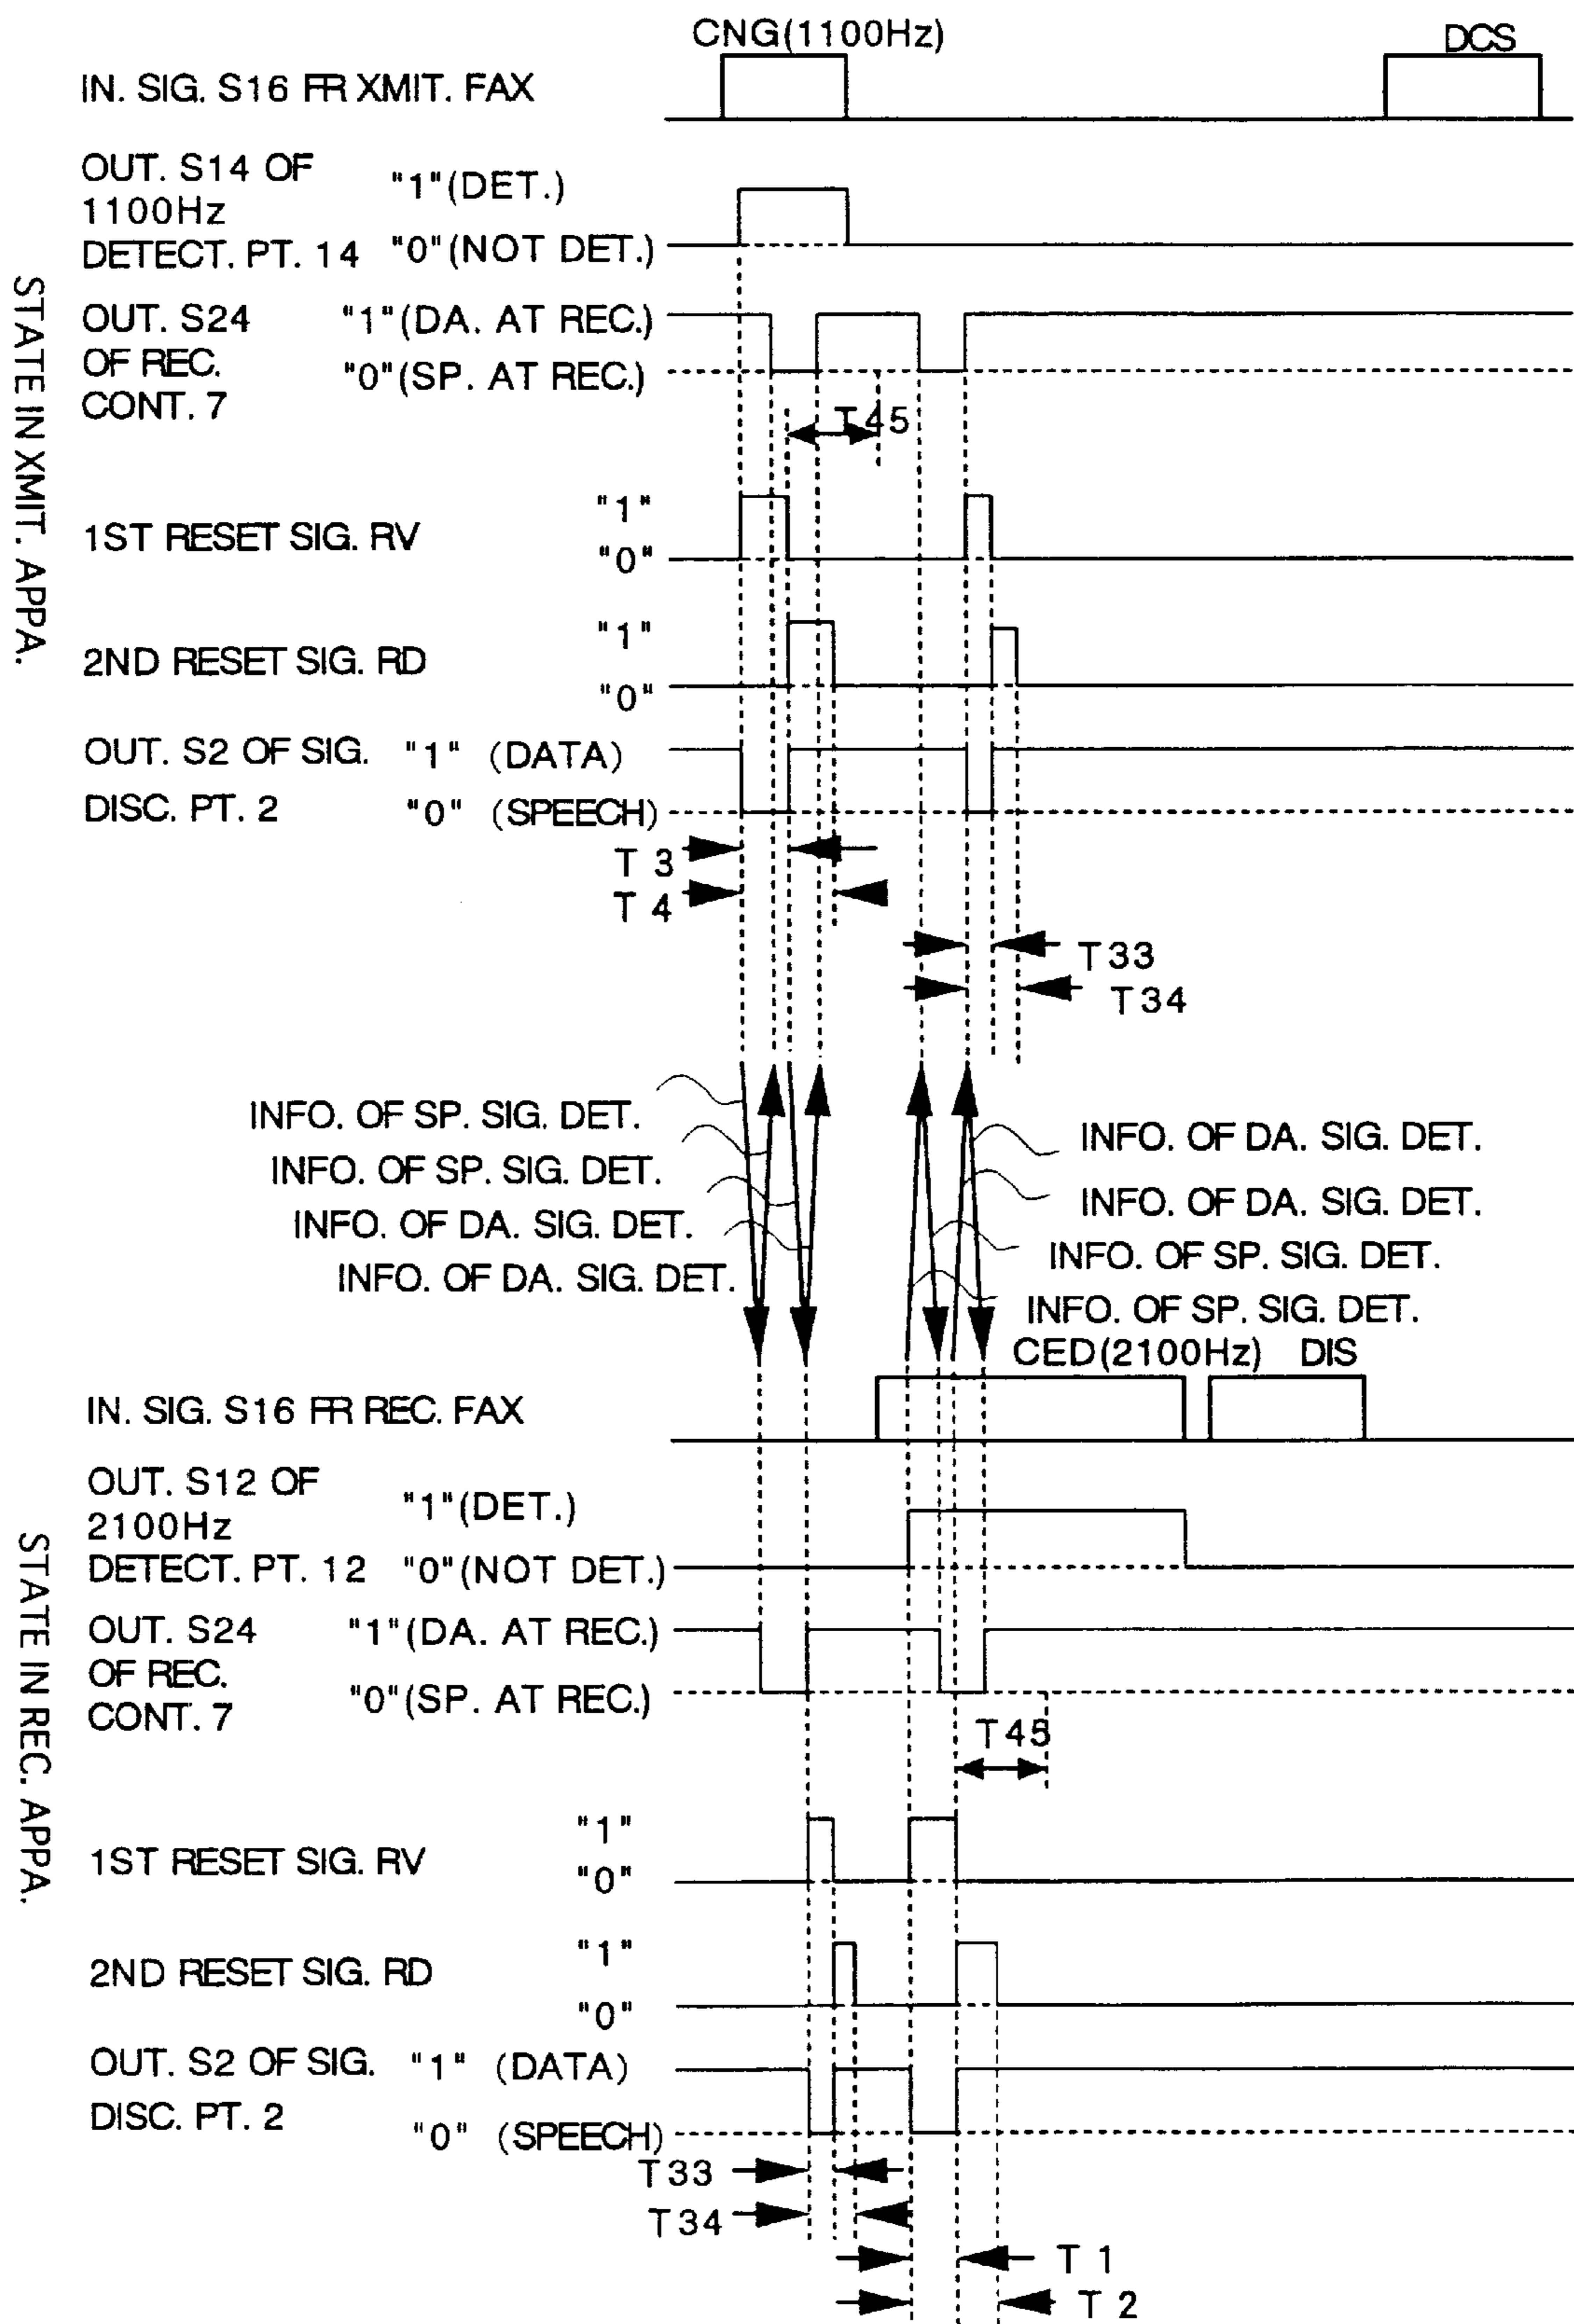 CNG(1100Hz) DCS
IN. SIG. S16 FR XMIT. FAX
OUT. S14 OF
1100Hz "1"(DET.)
DETECT. PT. 14 "0"(NOT DET.)
OUT. S24 "1"(DA. AT REC.)
OF REC.
CONT. 7 "0"(SP. AT REC.)
T45
1ST RESET SIG. RV "1"
"0"
2ND RESET SIG. RD "1"
"0"
OUT. S2 OF SIG. "1" (DATA)
DISC. PT. 2 "0" (SPEECH)
STATE IN XMIT. APPA.
T3
T4
T33
T34
INFO. OF SP. SIG. DET.
INFO. OF SP. SIG. DET.
INFO. OF DA. SIG. DET.
INFO. OF DA. SIG. DET.
INFO. OF DA. SIG. DET.
INFO. OF DA. SIG. DET.
INFO. OF SP. SIG. DET.
INFO. OF SP. SIG. DET.
CED(2100Hz) DIS
IN. SIG. S16 FR REC. FAX
OUT. S12 OF
2100Hz "1"(DET.)
DETECT. PT. 12 "0"(NOT DET.)
OUT. S24 "1"(DA. AT REC.)
OF REC.
CONT. 7 "0"(SP. AT REC.)
T45
1ST RESET SIG. RV "1"
"0"
2ND RESET SIG. RD "1"
"0"
OUT. S2 OF SIG. "1" (DATA)
DISC. PT. 2 "0" (SPEECH)
STATE IN REC. APPA.
T33
T34
T1
T2